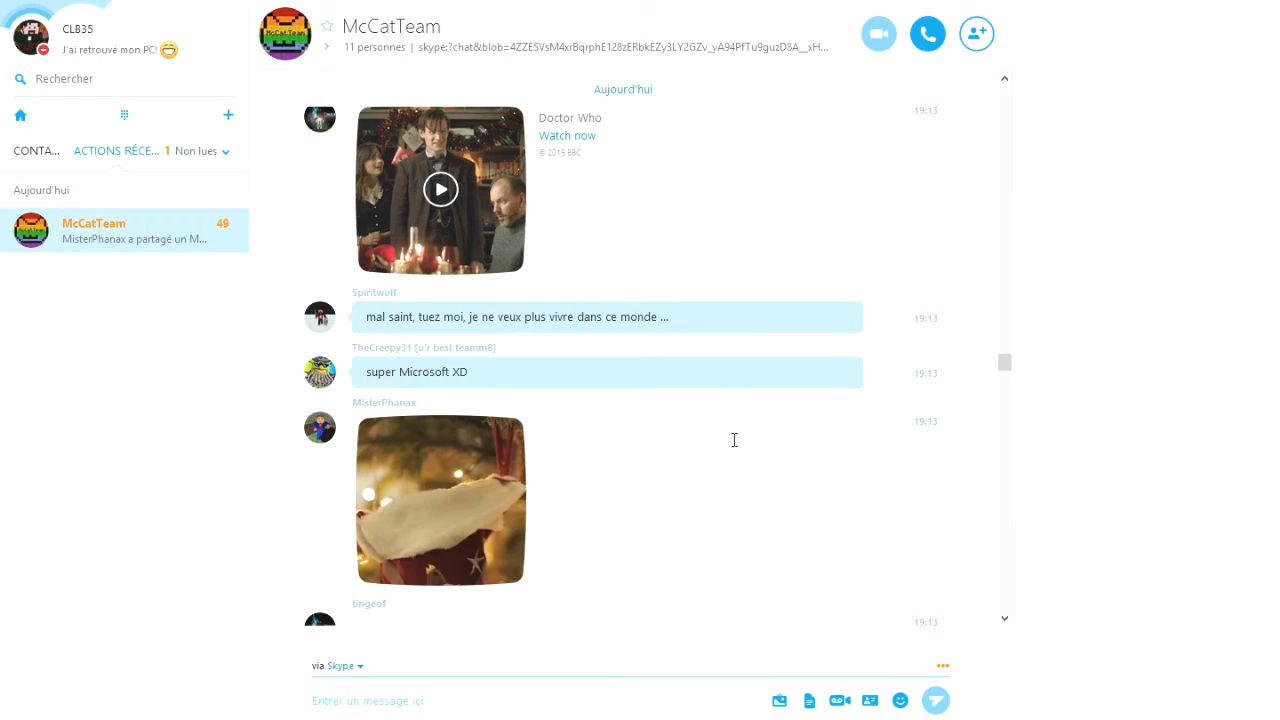 CLB35
J'ai retrouvé mon PC!
Rechercher
CONTA... ACTIONS RÉCE... 1 Non lues
Aujourd'hui
McCatTeam 49
MisterPhanax a partagé un M...
McCatTeam
McCatTeam
11 personnes | skype:?chat&blob=4ZZESVsM4xrBqrphE128zERbkEZy3LY2GZv_yA94PfTu9guzD8A__xH...
Aujourd'hui
19:13
Doctor Who
Watch now
© 2015 BBC
Spiritwolf
mal saint, tuez moi, je ne veux plus vivre dans ce monde ...
19:13
TheCreepy31 [u'r best teamm8]
super Microsoft XD
19:13
MisterPhanax
19:13
tingeof
19:13
via Skype
Entrer un message ici